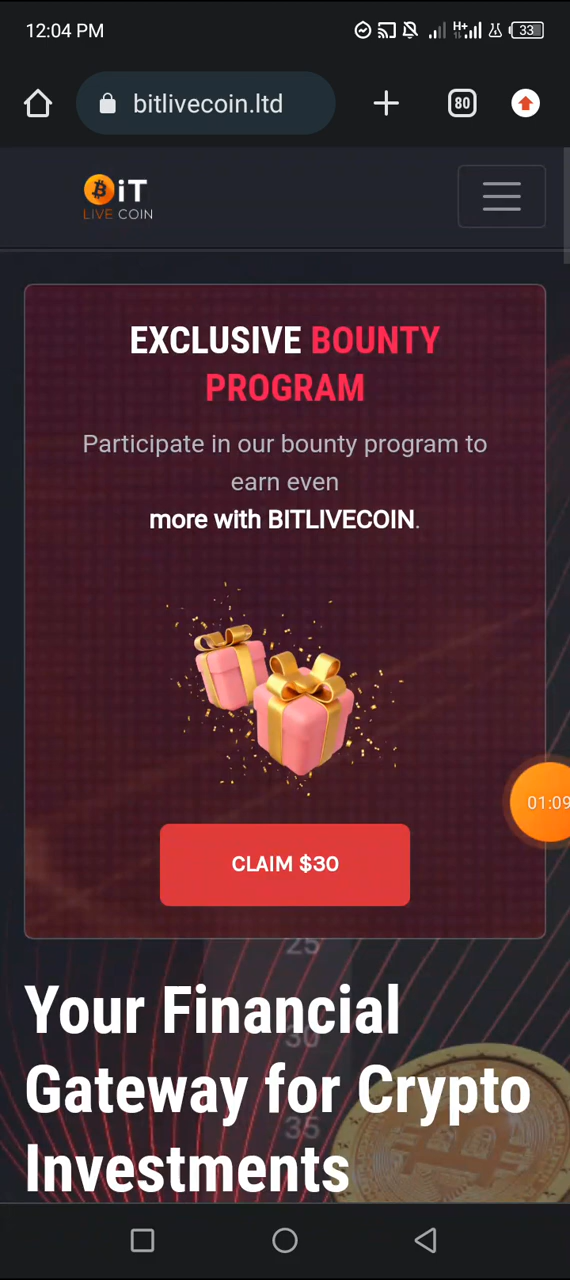 12:04 PM
33
bitlivecoin.ltd
80
iT
LIVE COIN
EXCLUSIVE BOUNTY
PROGRAM
Participate in our bounty program to
earn even
more with BITLIVECOIN.
01:09
CLAIM $30
25
Your Financial
30
Gateway for Crypto
35
Investments